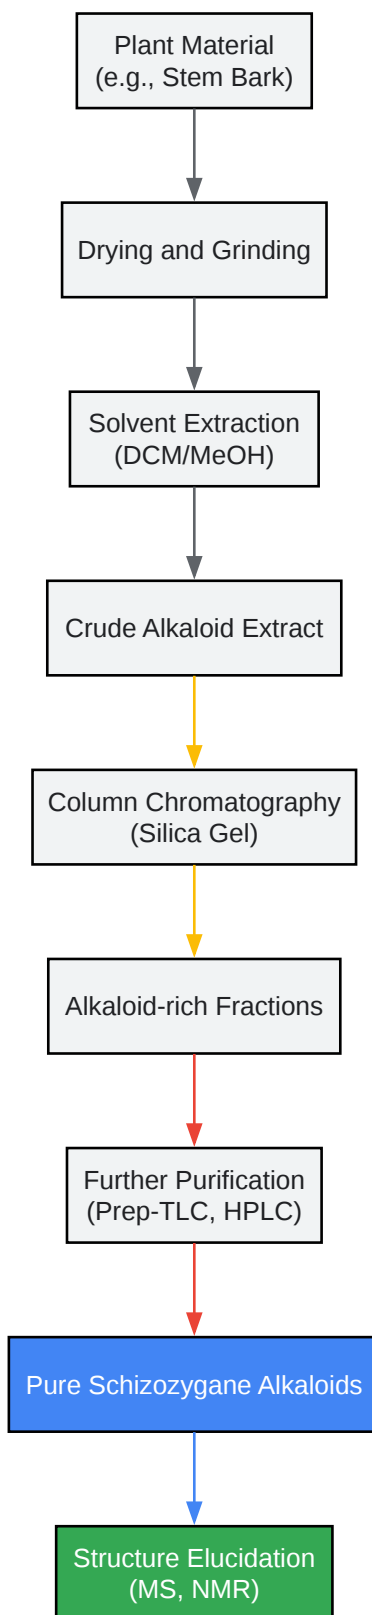 Plant Material
(e.g., Stem Bark)
Drying and Grinding
Solvent Extraction
(DCM/MeOH)
Crude Alkaloid Extract
Column Chromatography
(Silica Gel)
Alkaloid-rich Fractions
Further Purification
(Prep-TLC, HPLC)
Pure Schizozygane Alkaloids
Structure Elucidation
(MS, NMR)